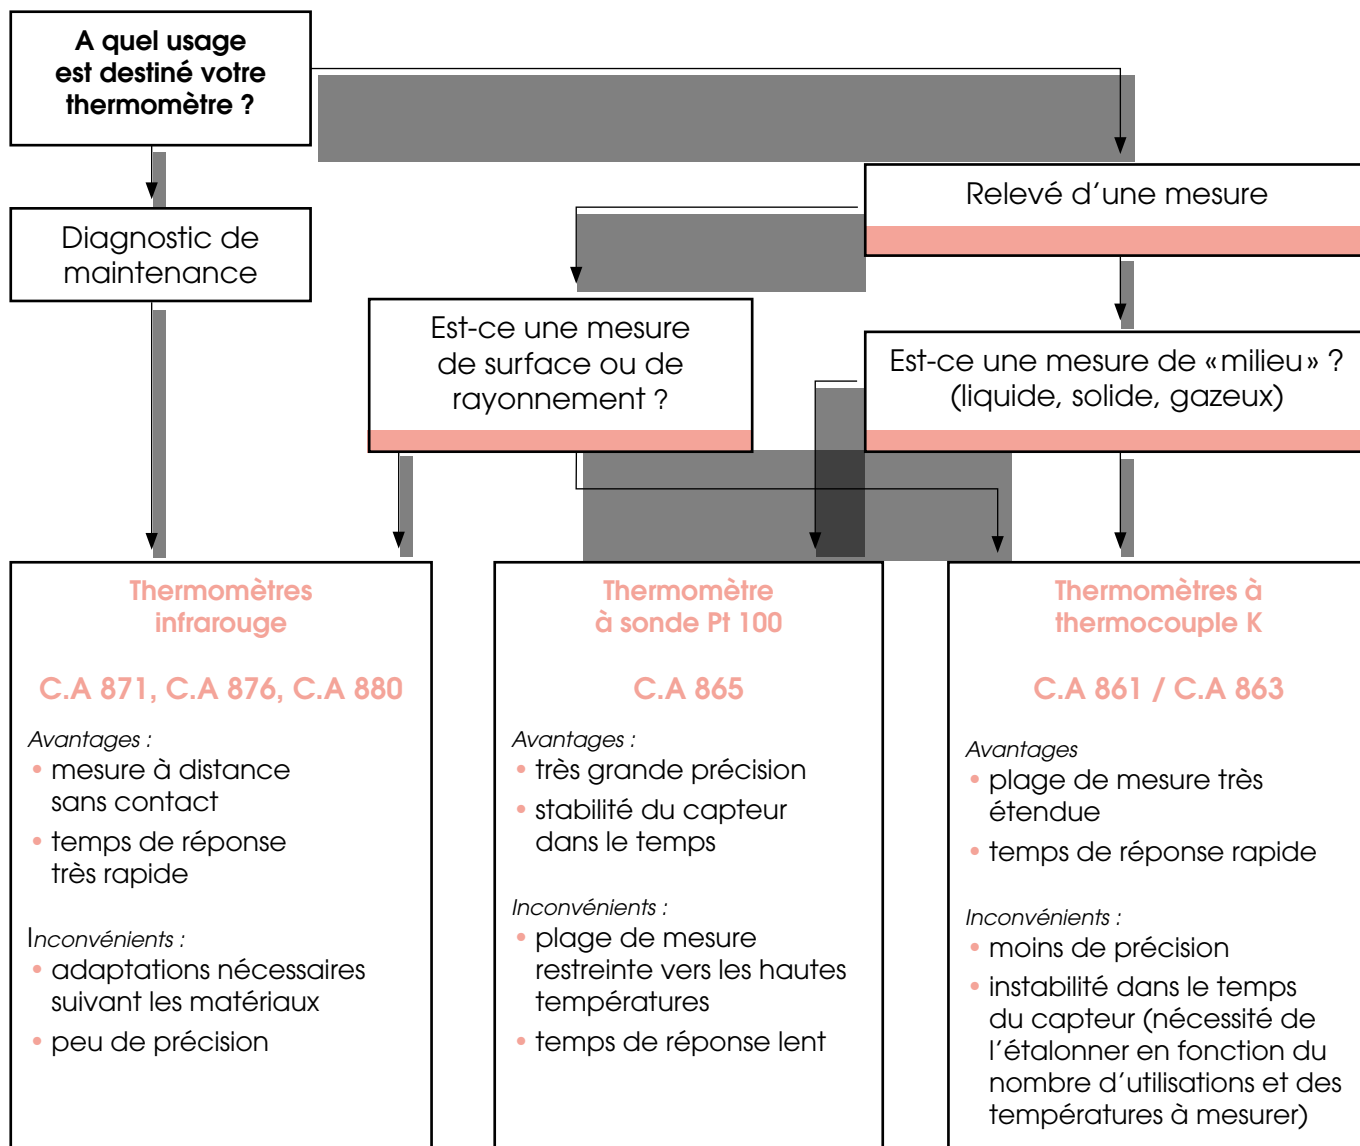 A quel usage
est destiné votre
thermomètre ?
Relevé d’une mesure
Diagnostic de
maintenance
Est-ce une mesure
de surface ou de
rayonnement ?
Est-ce une mesure de «milieu» ?
(liquide, solide, gazeux)
Thermomètres
infrarouge
C.A 871, C.A 876, C.A 880
Avantages :
• mesure à distance
sans contact
• temps de réponse
très rapide
Inconvénients :
• adaptations nécessaires
suivant les matériaux
• peu de précision
Thermomètre
à sonde Pt 100
C.A 865
Avantages :
• très grande précision
• stabilité du capteur
dans le temps
Inconvénients :
• plage de mesure
restreinte vers les hautes
températures
• temps de réponse lent
Thermomètres à
thermocouple K
C.A 861 / C.A 863
Avantages
• plage de mesure très
étendue
• temps de réponse rapide
Inconvénients :
• moins de précision
• instabilité dans le temps
du capteur (nécessité de
l’étalonner en fonction du
nombre d’utilisations et des
températures à mesurer)